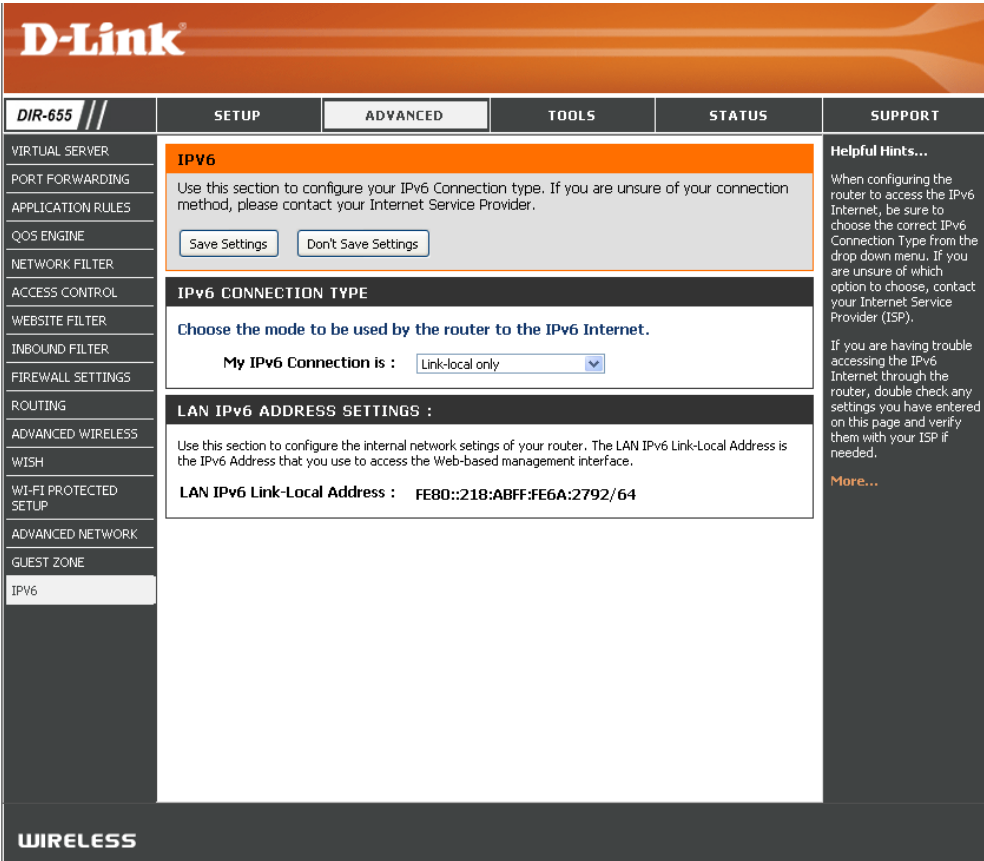 D-Link
DIR-655
SETUP
ADVANCED
TOOLS
STATUS
SUPPORT
VIRTUAL SERVER
PORT FORWARDING
APPLICATION RULES
QOS ENGINE
NETWORK FILTER
ACCESS CONTROL
WEBSITE FILTER
INBOUND FILTER
FIREWALL SETTINGS
ROUTING
ADVANCED WIRELESS
WISH
WI-FI PROTECTED
SETUP
ADVANCED NETWORK
GUEST ZONE
IPV6
IPV6
Use this section to configure your IPv6 Connection type. If you are unsure of your connection
method, please contact your Internet Service Provider.
Save Settings
Don't Save Settings
IPv6 CONNECTION TYPE
Choose the mode to be used by the router to the IPv6 Internet.
My IPv6 Connection is :
Link-local only
LAN IPv6 ADDRESS SETTINGS :
Use this section to configure the internal network setings of your router. The LAN IPv6 Link-Local Address is
the IPv6 Address that you use to access the Web-based management interface.
LAN IPv6 Link-Local Address :
FE80::218:ABFF:FE6A:2792/64
Helpful Hints...
When configuring the
router to access the IPv6
Internet, be sure to
choose the correct IPv6
Connection Type from the
drop down menu. If you
are unsure of which
option to choose, contact
your Internet Service
Provider (ISP).
If you are having trouble
accessing the IPv6
Internet through the
router, double check any
settings you have entered
on this page and verify
them with your ISP if
needed.
More...
WIRELESS